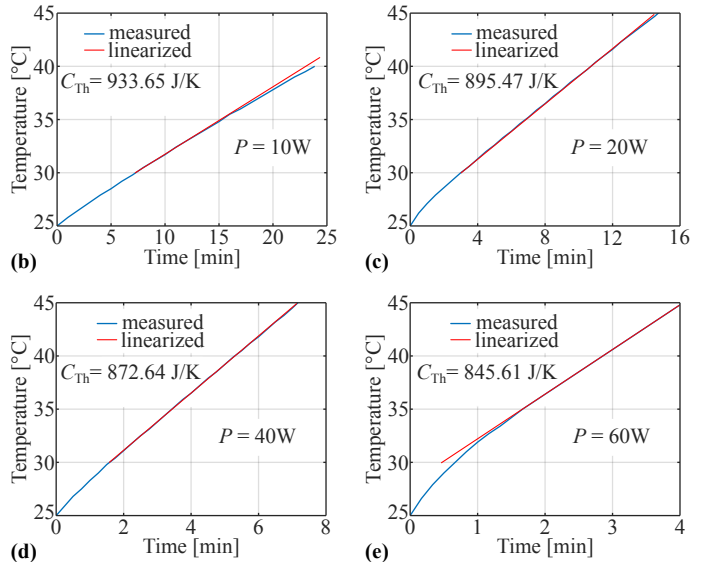 45
40
35
30
25
Temperature [°C]
measured
linearized
C_Th= 933.65 J/K
P = 10W
0 5 10 15 20 25
Time [min]
(b)
45
40
35
30
25
Temperature [°C]
measured
linearized
C_Th= 895.47 J/K
P = 20W
0 4 8 12 16
Time [min]
(c)
45
40
35
30
25
Temperature [°C]
measured
linearized
C_Th= 872.64 J/K
P = 40W
0 2 4 6 8
Time [min]
(d)
45
40
35
30
25
Temperature [°C]
measured
linearized
C_Th= 845.61 J/K
P = 60W
0 1 2 3 4
Time [min]
(e)